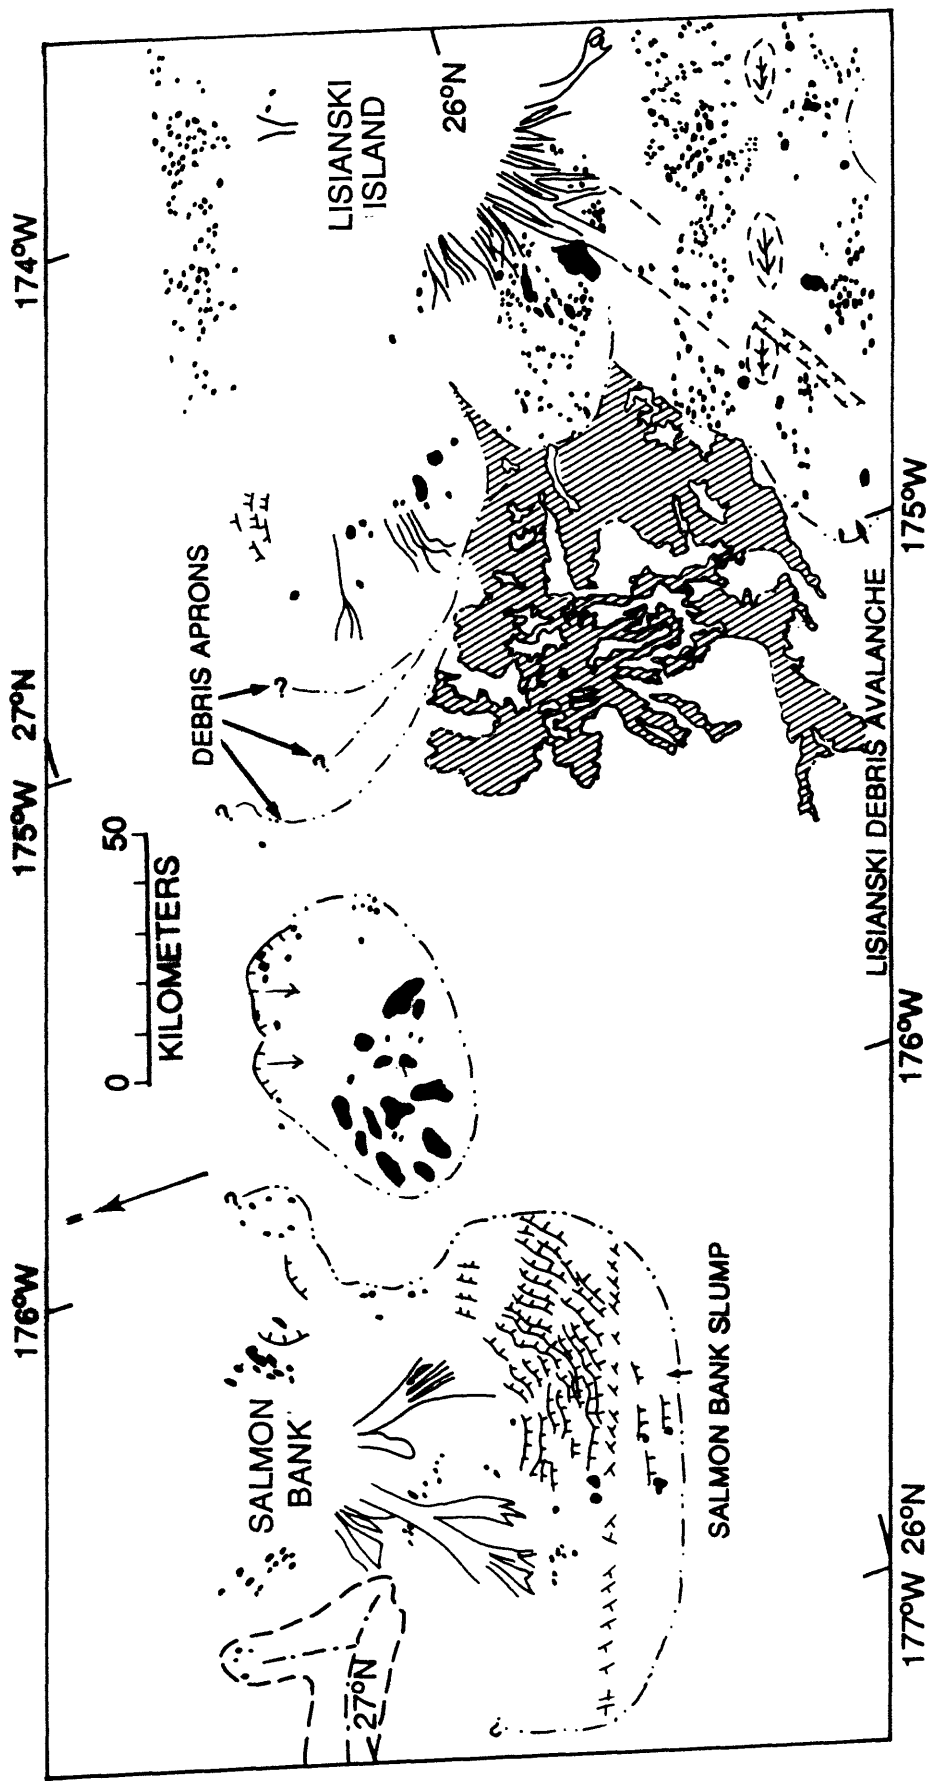 177°W
26°N
176°W
175°W
27°N
175°W
174°W
0
50
KILOMETERS
SALMON
BANK
27°N
SALMON BANK SLUMP
DEBRIS APRONS
?
?
?
?
?
LISIANSKI
ISLAND
26°N
LISIANSKI DEBRIS AVALANCHE
176°W
175°W